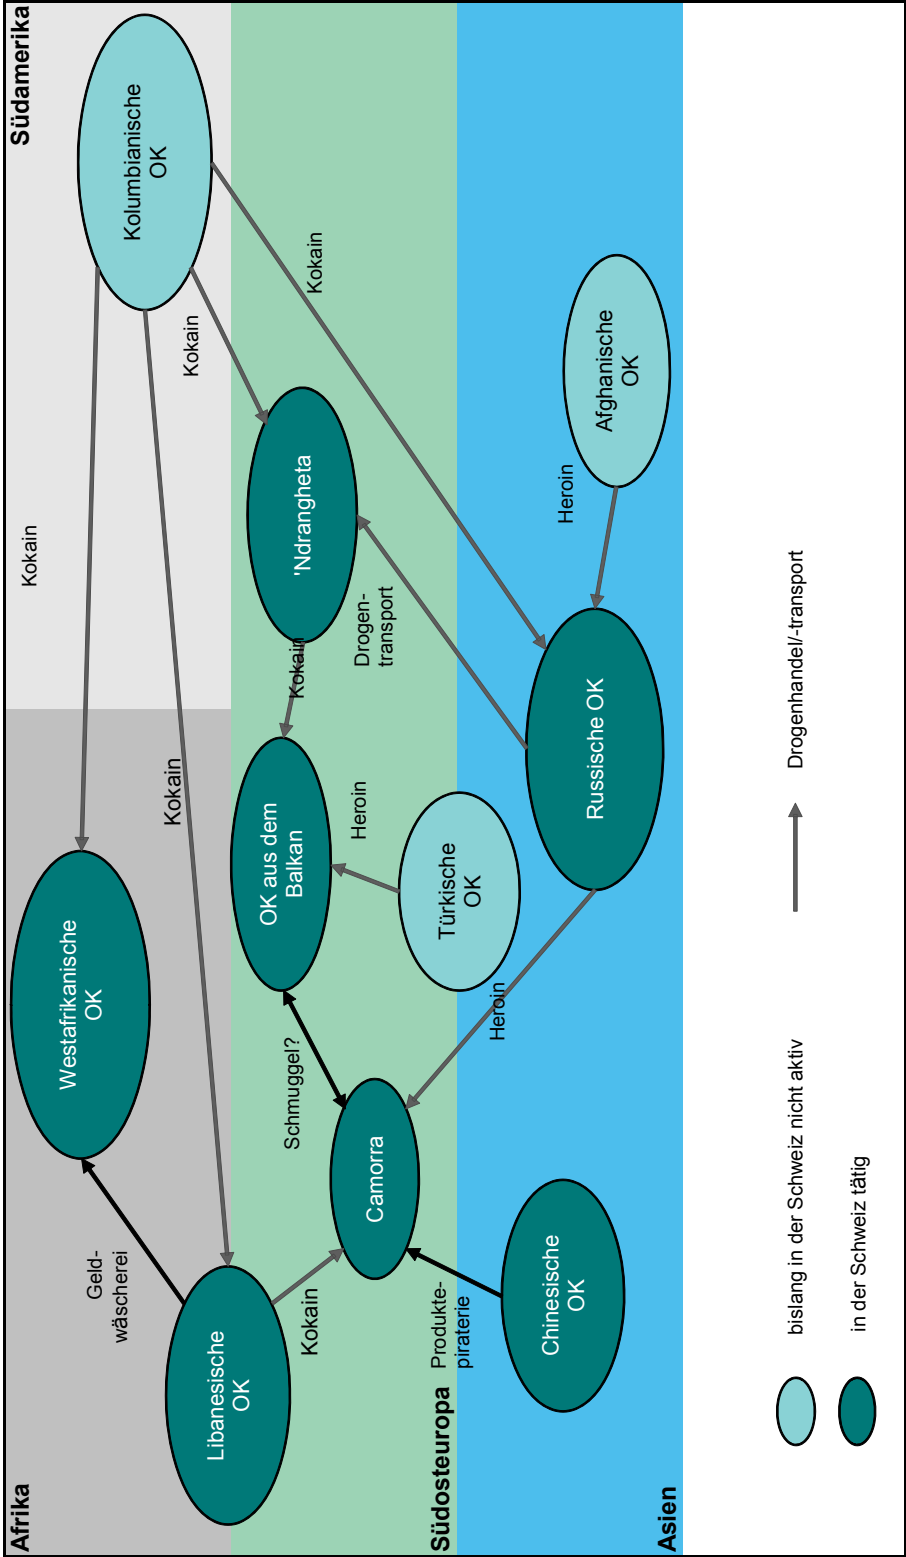 Afrika
Südamerika
Kokain
Westafrikanische
OK
Kolumbianische
OK
Geld-
wäscherei
Kokain
Kokain
Libanesische
OK
Kokain
OK aus dem
Balkan
Kokain
'Ndrangheta
Kokain
Schmuggel?
Heroin
Drogen-
transport
Camorra
Türkische
OK
Südosteuropa
Produkte-
piraterie
Heroin
Heroin
Chinesische
OK
Russische OK
Afghanische
OK
Asien
bislang in der Schweiz nicht aktiv
Drogenhandel/-transport
in der Schweiz tätig